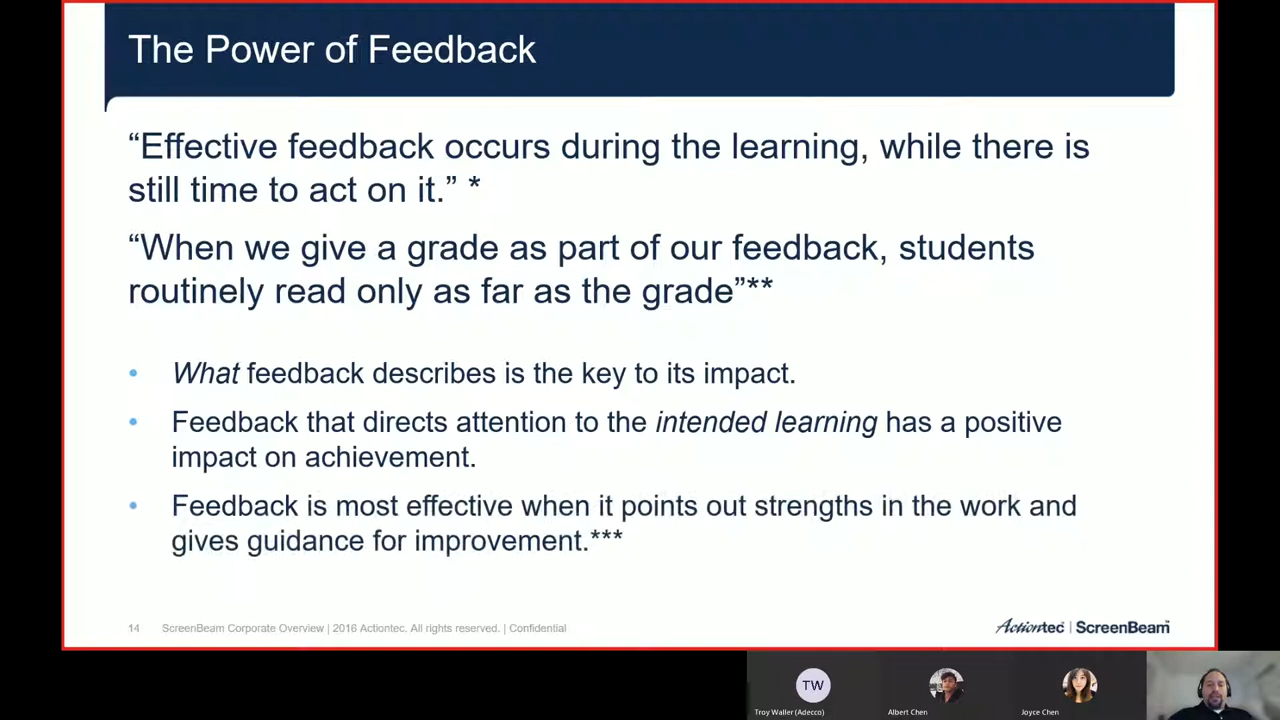 The Power of Feedback
“Effective feedback occurs during the learning, while there is
still time to act on it.” *
“When we give a grade as part of our feedback, students
routinely read only as far as the grade”**
• What feedback describes is the key to its impact.
• Feedback that directs attention to the intended learning has a positive
impact on achievement.
• Feedback is most effective when it points out strengths in the work and
gives guidance for improvement.***
14 ScreenBeam Corporate Overview | 2016 Actiontec. All rights reserved. | Confidential
Actiontec | ScreenBeam™
TW
Troy Waller (Adecco)
Albert Chen
Joyce Chen